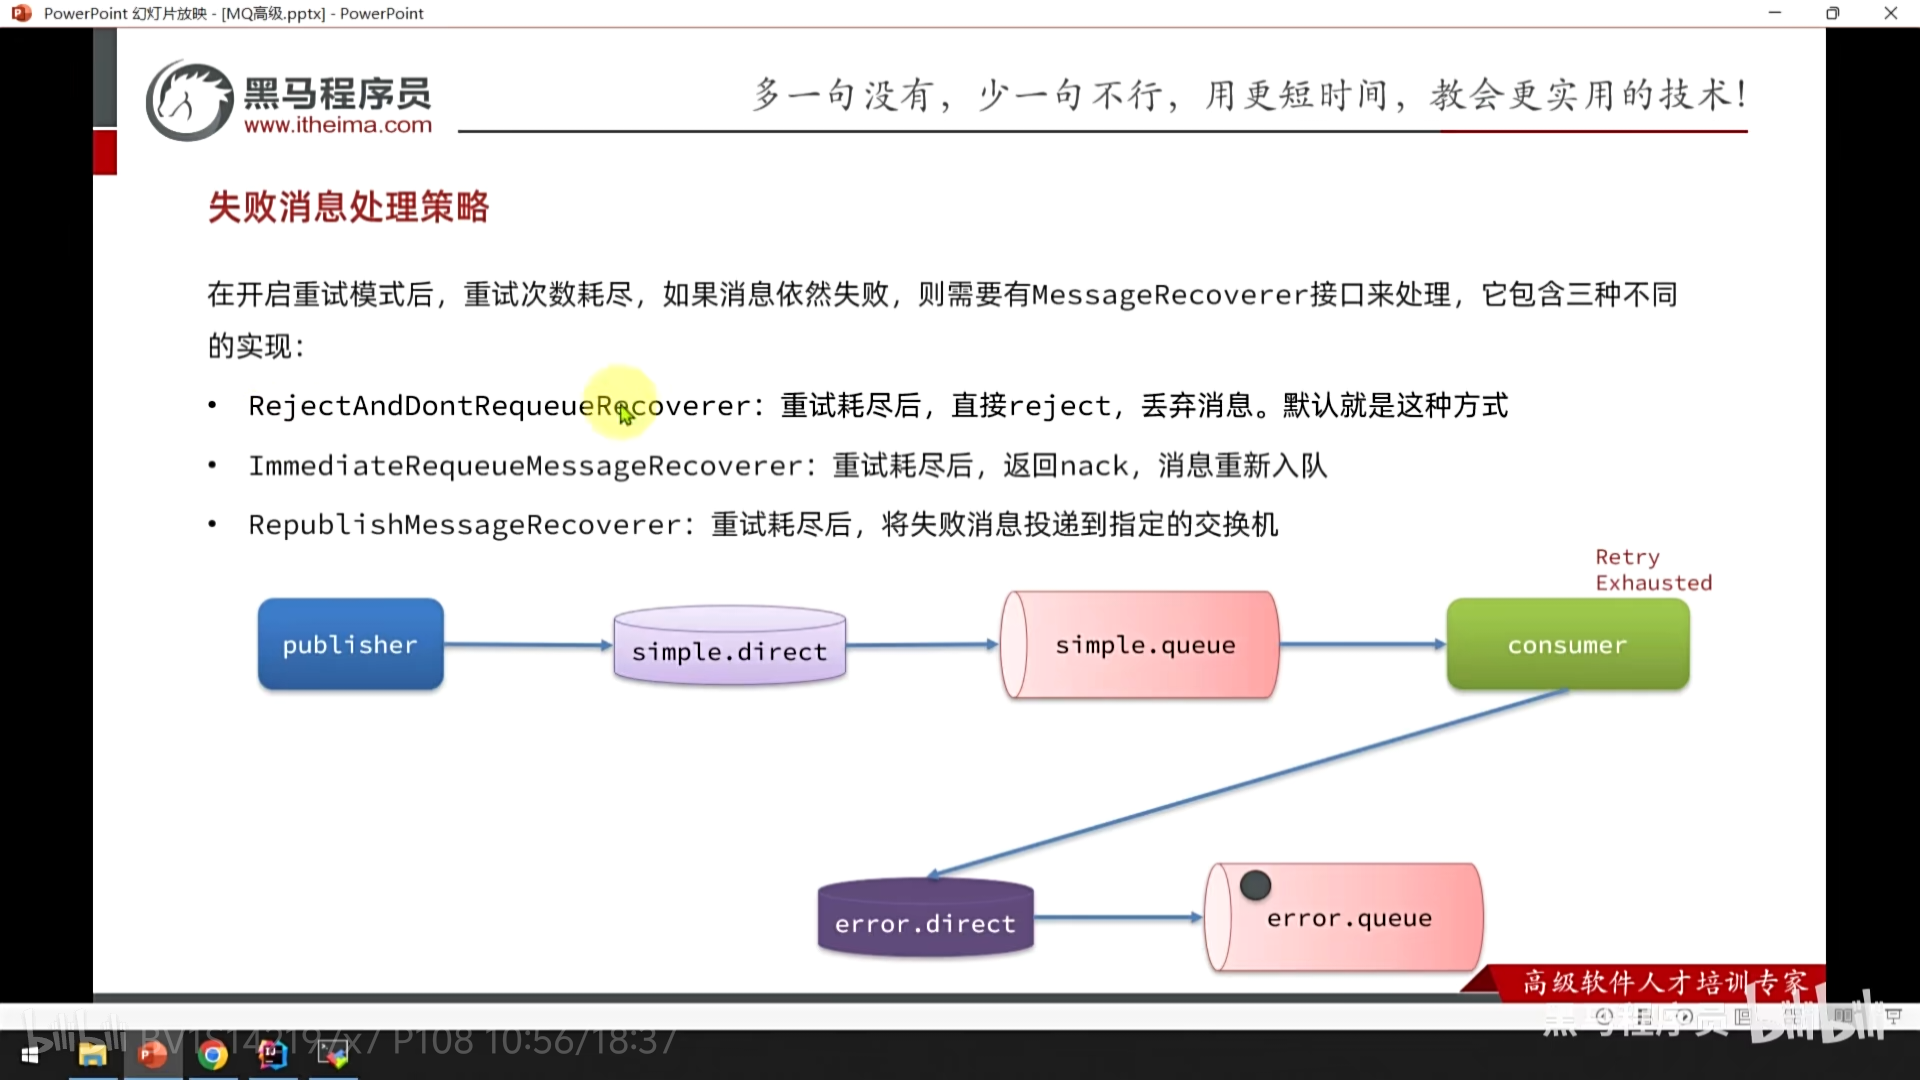 PowerPoint 幻灯片放映 - [MQ高级.pptx] - PowerPoint
黑马程序员
www.itheima.com
多一句没有，少一句不行，用更短时间，教会更实用的技术！
失败消息处理策略
在开启重试模式后，重试次数耗尽，如果消息依然失败，则需要有MessageRecoverer接口来处理，它包含三种不同
的实现：
• RejectAndDontRequeueRecoverer：重试耗尽后，直接reject，丢弃消息。默认就是这种方式
• ImmediateRequeueMessageRecoverer：重试耗尽后，返回nack，消息重新入队
• RepublishMessageRecoverer：重试耗尽后，将失败消息投递到指定的交换机
Retry
Exhausted
publisher
simple.direct
simple.queue
consumer
error.direct
error.queue
高级软件人才培训专家
黑马程序员 bilibili
bilibili P108 10:56/18:37